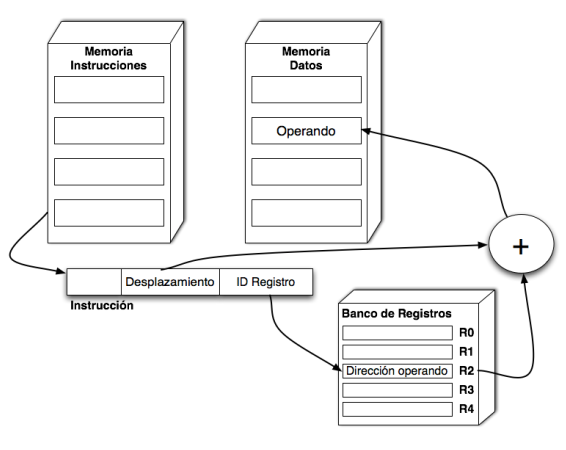 Memoria
Instrucciones
Memoria
Datos
Operando
+
Desplazamiento
ID Registro
Instrucción
Banco de Registros
R0
R1
Dirección operando R2
R3
R4